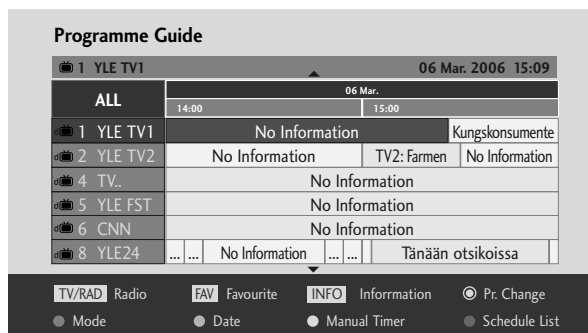 Programme Guide
1 YLE TV1 06 Mar. 2006 15:09
ALL 06 Mar.
14:00 15:00
1 YLE TV1 No Information Kungskonsumente
2 YLE TV2 No Information TV2: Farmen No Information
4 TV.. No Information
5 YLE FST No Information
6 CNN No Information
8 YLE24 ... ... No Information ... ... Tänään otsikoissa
TV/RAD Radio FAV Favourite INFO Inforrmation Pr. Change
Mode Date Manual Timer Schedule List